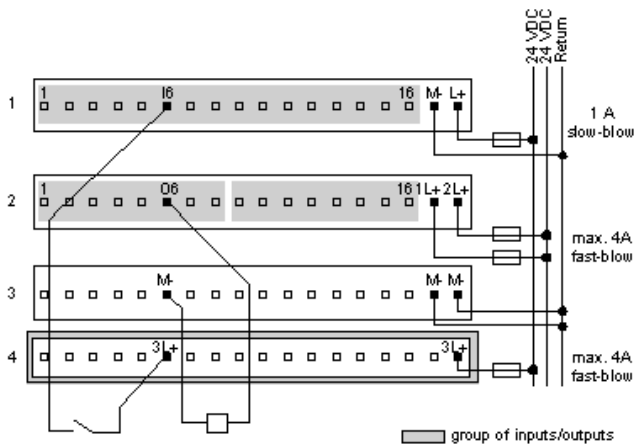 24 VDC
24 VDC
Return
1 I6 16 M- L+
1
1 A
slow-blow
1 O6 16 1L+ 2L+
2
max. 4A
fast-blow
M- M- M-
3
3L+ 3L+
4
max. 4A
fast-blow
group of inputs/outputs